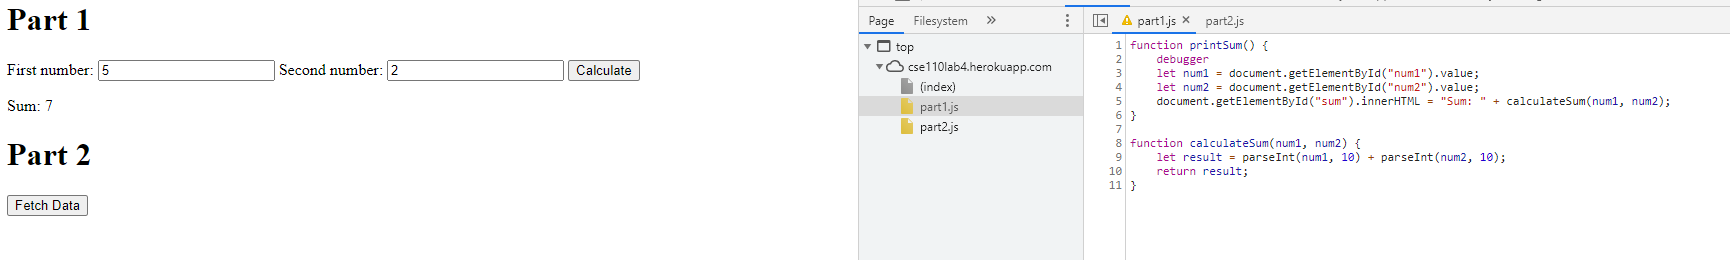 Part 1
First number: 5 Second number: 2 Calculate
Sum: 7
Part 2
Fetch Data
Page Filesystem »
top
cse110lab4.herokuapp.com
(index)
part1.js
part2.js
part1.js × part2.js
1 function printSum() {
2     debugger
3     let num1 = document.getElementById("num1").value;
4     let num2 = document.getElementById("num2").value;
5     document.getElementById("sum").innerHTML = "Sum: " + calculateSum(num1, num2);
6 }
7
8 function calculateSum(num1, num2) {
9     let result = parseInt(num1, 10) + parseInt(num2, 10);
10     return result;
11 }